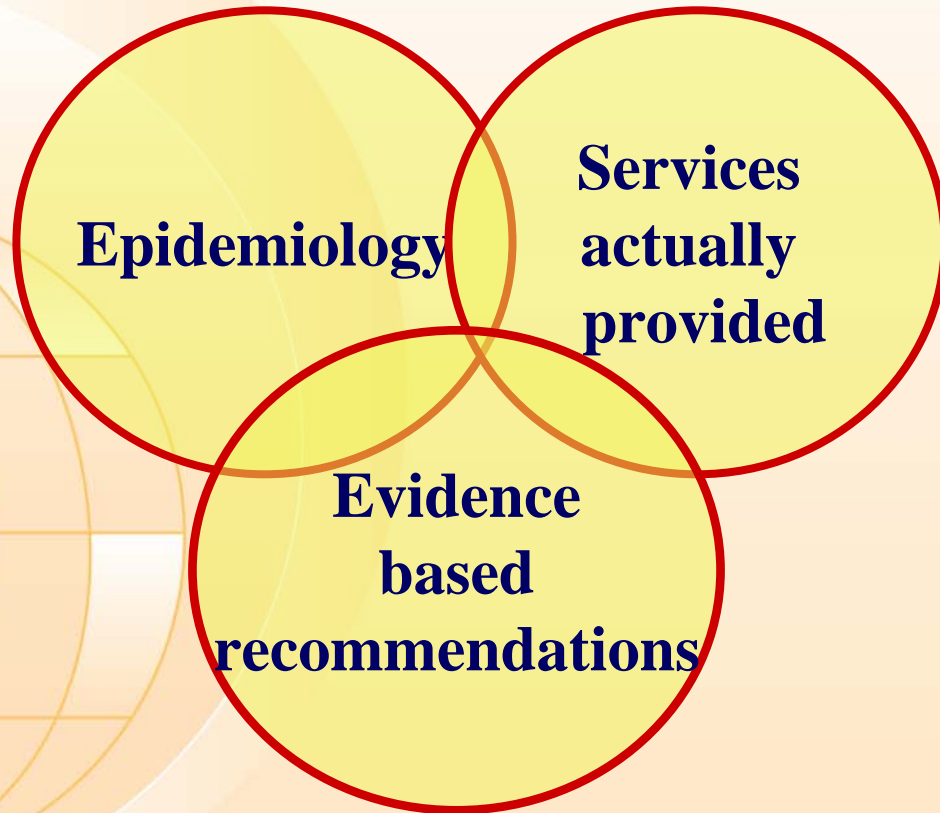 Epidemiology
Services
actually
provided
Evidence
based
recommendations